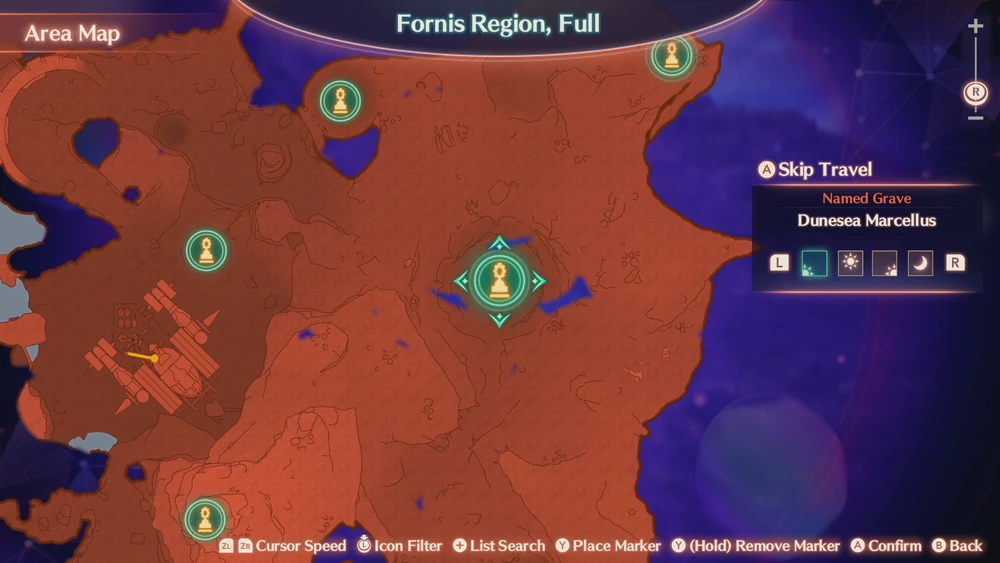 Area Map
Fornis Region, Full
R
A Skip Travel
Named Grave
Dunesea Marcellus
L R
ZL ZR Cursor Speed L Icon Filter List Search Y Place Marker Y (Hold) Remove Marker A Confirm B Back